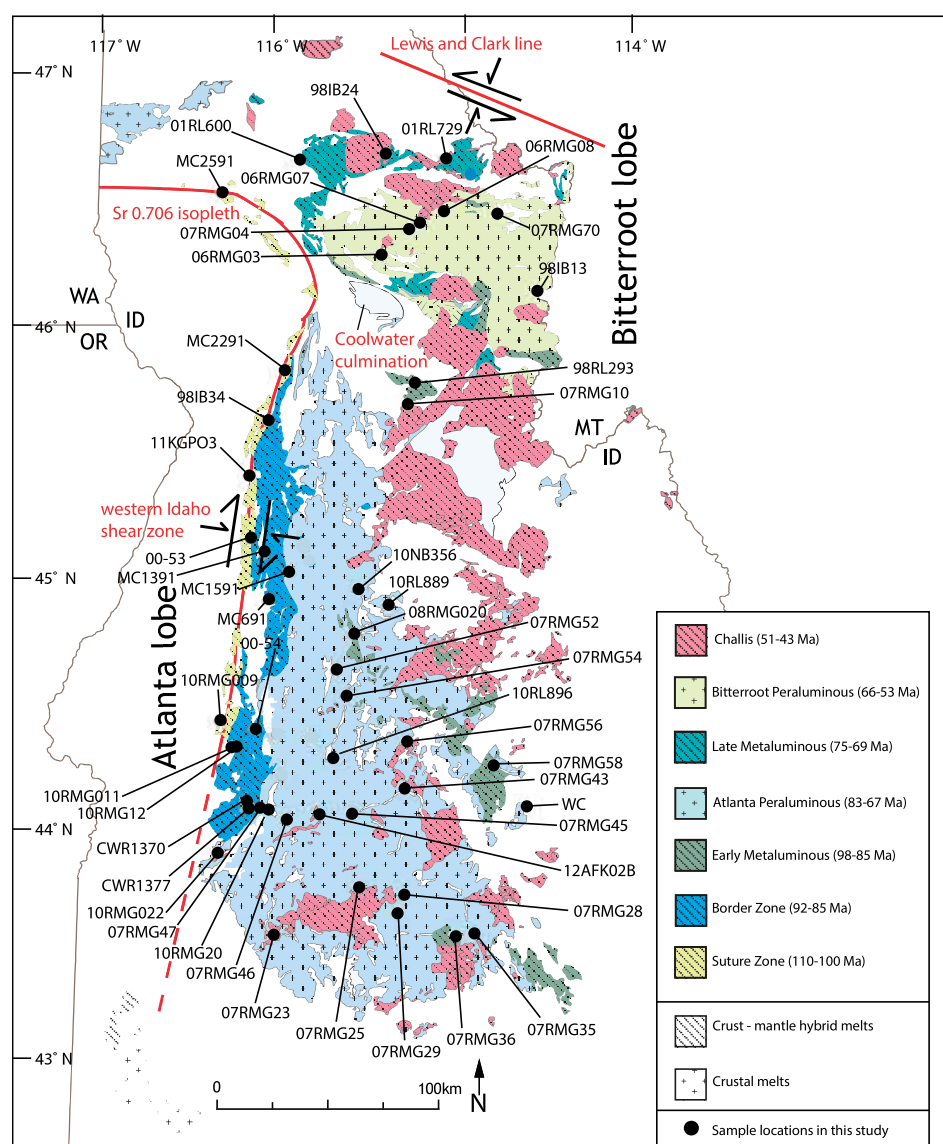 117° W
116° W
114° W
Lewis and Clark line
47° N
98IB24
01RL600
01RL729
06RMG08
MC2591
06RMG07
Bitterroot lobe
Sr 0.706 isopleth
07RMG04
07RMG70
06RMG03
98IB13
WA
ID
46° N
OR
Coolwater
culmination
MC2291
98RL293
98IB34
07RMG10
MT
ID
11KGPO3
western Idaho
shear zone
00-53
10NB356
MC1391
45° N
10RL889
MC1591
08RMG020
MC691
07RMG52
Atlanta lobe
00-54
07RMG54
10RMG009
10RL896
07RMG56
07RMG58
07RMG43
10RMG011
WC
10RMG12
07RMG45
44° N
CWR1370
12AFK02B
CWR1377
10RMG022
07RMG28
07RMG47
10RMG20
07RMG46
07RMG23
07RMG25
07RMG35
07RMG36
07RMG29
43° N
0
100km
N
Challis (51-43 Ma)
Bitterroot Peraluminous (66-53 Ma)
Late Metaluminous (75-69 Ma)
Atlanta Peraluminous (83-67 Ma)
Early Metaluminous (98-85 Ma)
Border Zone (92-85 Ma)
Suture Zone (110-100 Ma)
Crust - mantle hybrid melts
Crustal melts
Sample locations in this study